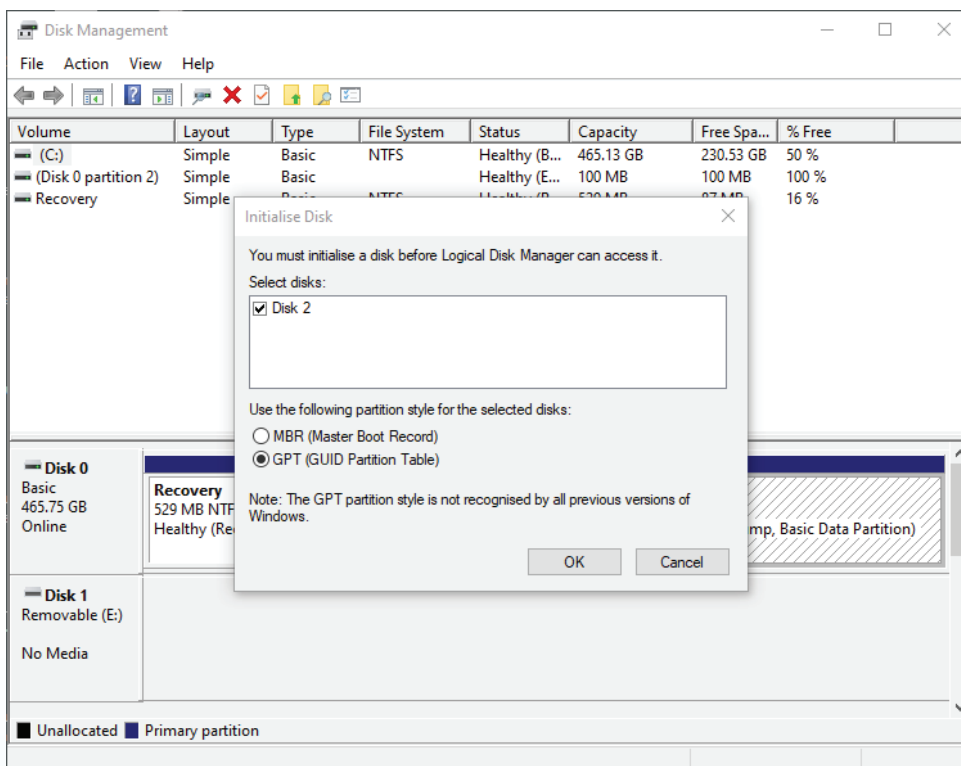 Disk Management
File Action View Help
Volume Layout Type File System Status Capacity Free Spa... % Free
(C:) Simple Basic NTFS Healthy (B... 465.13 GB 230.53 GB 50 %
(Disk 0 partition 2) Simple Basic Healthy (E... 100 MB 100 MB 100 %
Recovery Simple 16 %
Initialise Disk
You must initialise a disk before Logical Disk Manager can access it.
Select disks:
Disk 2
Use the following partition style for the selected disks:
MBR (Master Boot Record)
GPT (GUID Partition Table)
Note: The GPT partition style is not recognised by all previous versions of
Windows.
OK Cancel
Disk 0
Basic
465.75 GB
Online
Recovery
529 MB NTF
Healthy (Re
mp, Basic Data Partition)
Disk 1
Removable (E:)
No Media
Unallocated Primary partition